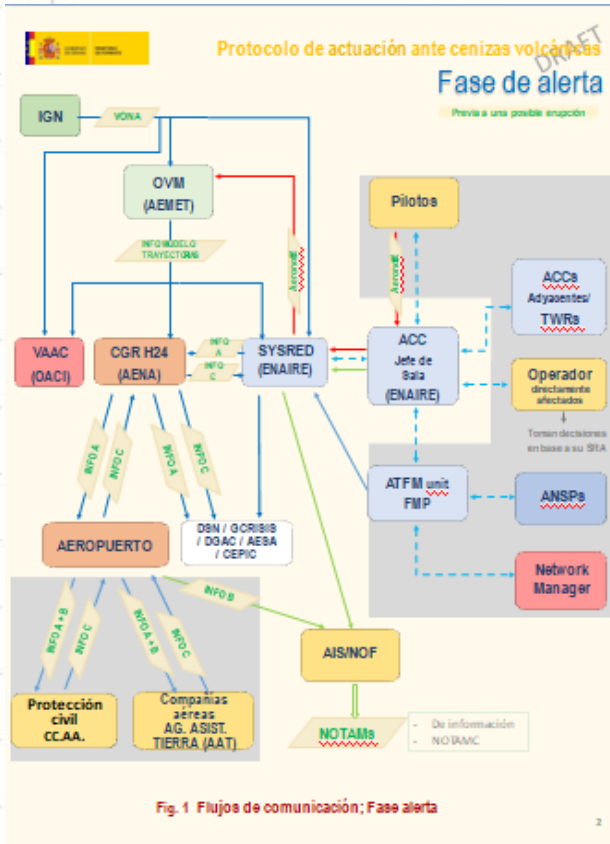 Protocolo de actuación ante cenizas volcánicas
DRAFT
Fase de alerta
Previa a una posible erupción
IGN
VONA
OVM
(AEMET)
INFO MODELO
TRAYECTORIAS
Pilotos
ACCs
Adyacentes/
TWRs
VAAC
(OACI)
CGR H24
(AENA)
INFO
A
INFO
C
SYSRED
(ENAIRE)
ACC
Jefe de
Sala
(ENAIRE)
Operador
directamente
afectados
Toman decisiones
en base a su SRA
INFO A
INFO C
INFO A
INFO C
ATFM unit
FMP
ANSPs
AEROPUERTO
DSN / GCRISIS
/ DGAC / AESA
/ CEPIC
Network
Manager
INFO B
INFO A + B
INFO C
INFO A + B
INFO C
AIS/NOF
Protección
civil
CC.AA.
Compañías
aéreas
AG. ASIST.
TIERRA (AAT)
NOTAMs
- De información
- NOTAMC
Fig. 1 Flujos de comunicación; Fase alerta
2